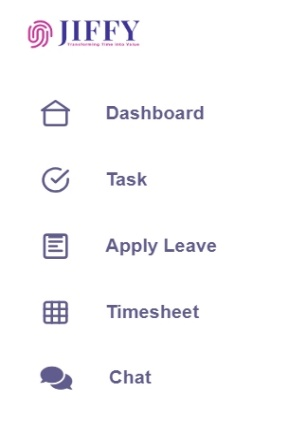 JIFFY
Transforming Time Into Value
Dashboard
Task
Apply Leave
Timesheet
Chat